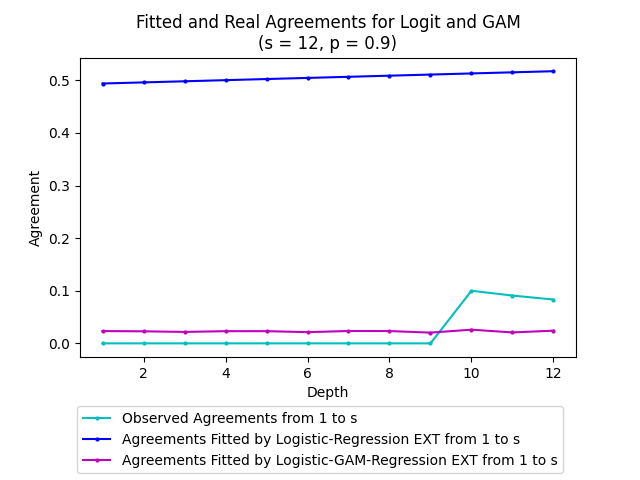 Fitted and Real Agreements for Logit and GAM
(s = 12, p = 0.9)
Agreement
0.5
0.4
0.3
0.2
0.1
0.0
2 4 6 8 10 12
Depth
Observed Agreements from 1 to s
Agreements Fitted by Logistic-Regression EXT from 1 to s
Agreements Fitted by Logistic-GAM-Regression EXT from 1 to s